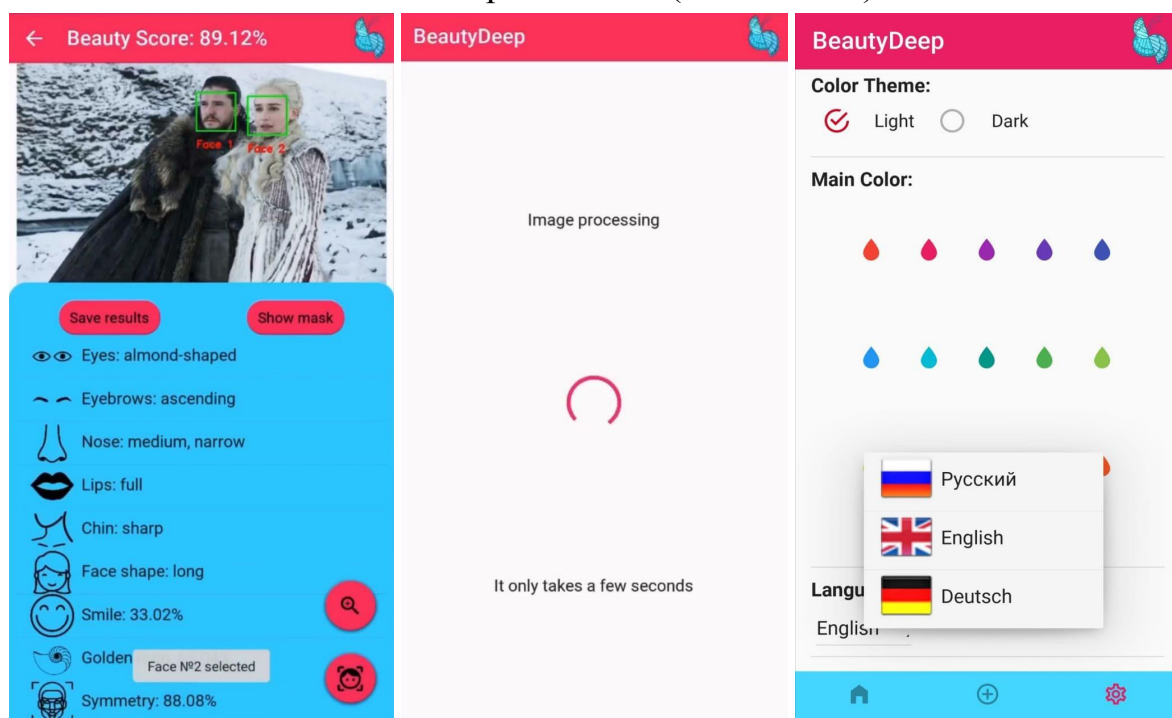 Beauty Score: 89.12%
Face 1
Face 2
Save results
Show mask
Eyes: almond-shaped
Eyebrows: ascending
Nose: medium, narrow
Lips: full
Chin: sharp
Face shape: long
Smile: 33.02%
Golden
Face №2 selected
Symmetry: 88.08%
BeautyDeep
Image processing
It only takes a few seconds
BeautyDeep
Color Theme:
Light
Dark
Main Color:
Русский
English
Deutsch
Langu
English